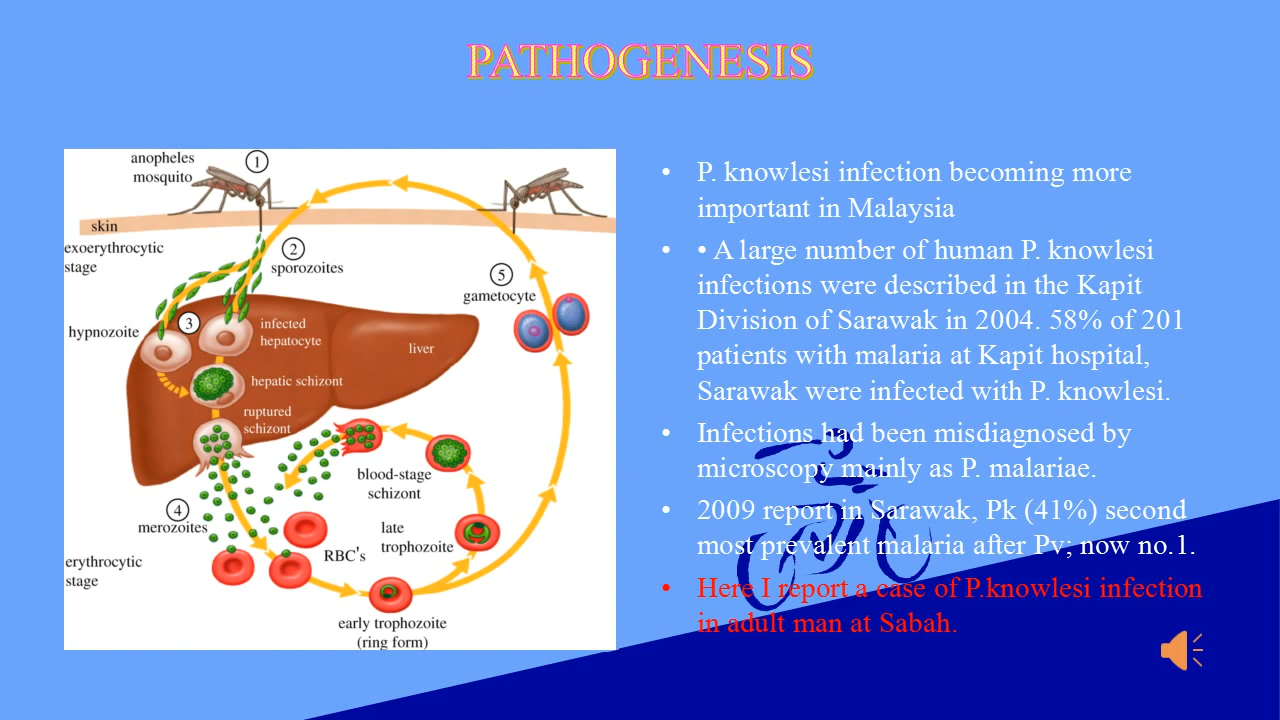 PATHOGENESIS
anopheles
mosquito
1
skin
exoerythrocytic
stage
2
sporozoites
hypnozoite
3
infected
hepatocyte
liver
hepatic schizont
ruptured
schizont
5
gametocyte
blood-stage
schizont
4
merozoites
late
trophozoite
RBC's
erythrocytic
stage
early trophozoite
(ring form)
• P. knowlesi infection becoming more
important in Malaysia
• • A large number of human P. knowlesi
infections were described in the Kapit
Division of Sarawak in 2004. 58% of 201
patients with malaria at Kapit hospital,
Sarawak were infected with P. knowlesi.
• Infections had been misdiagnosed by
microscopy mainly as P. malariae.
• 2009 report in Sarawak, Pk (41%) second
most prevalent malaria after Pv; now no.1.
• Here I report a case of P.knowlesi infection
in adult man at Sabah.